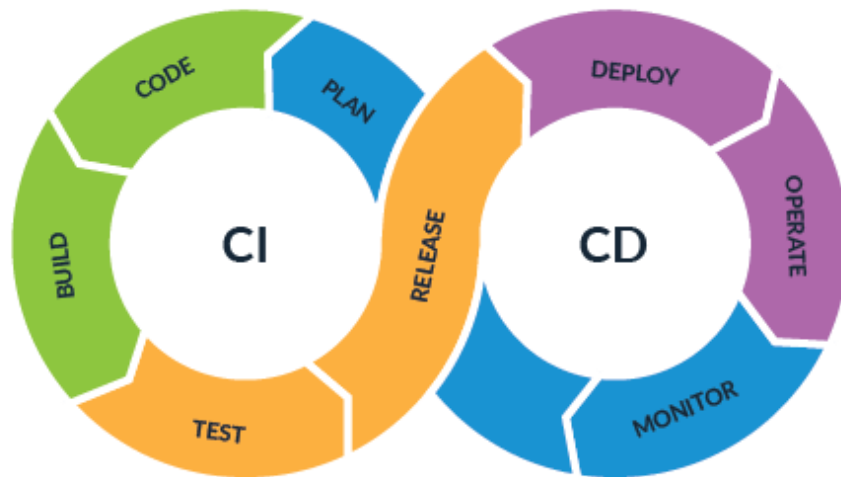 CODE
PLAN
DEPLOY
BUILD
CI
RELEASE
CD
OPERATE
TEST
MONITOR